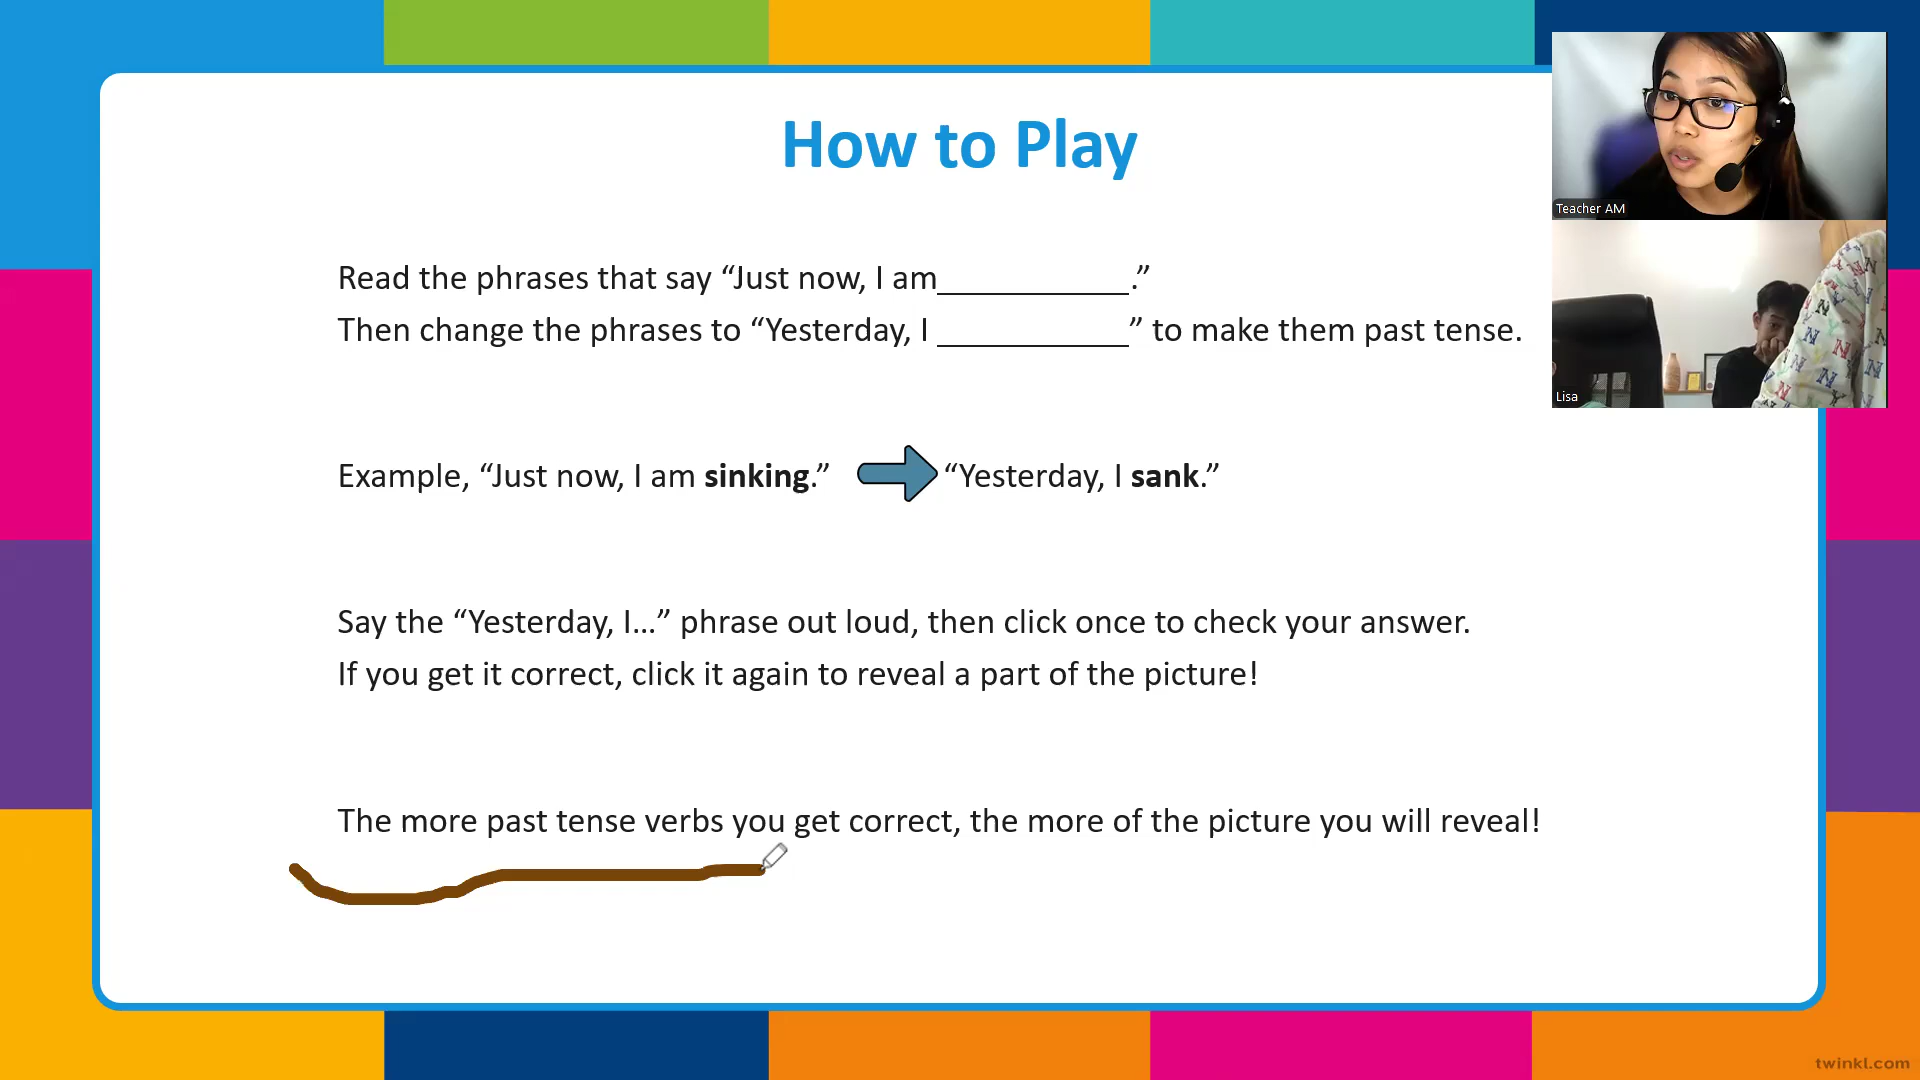 How to Play
Read the phrases that say “Just now, I am___________.”
Then change the phrases to “Yesterday, I ___________” to make them past tense.
Example, “Just now, I am sinking.” “Yesterday, I sank.”
Say the “Yesterday, I…” phrase out loud, then click once to check your answer.
If you get it correct, click it again to reveal a part of the picture!
The more past tense verbs you get correct, the more of the picture you will reveal!
Teacher AM
Lisa
twinkl.com